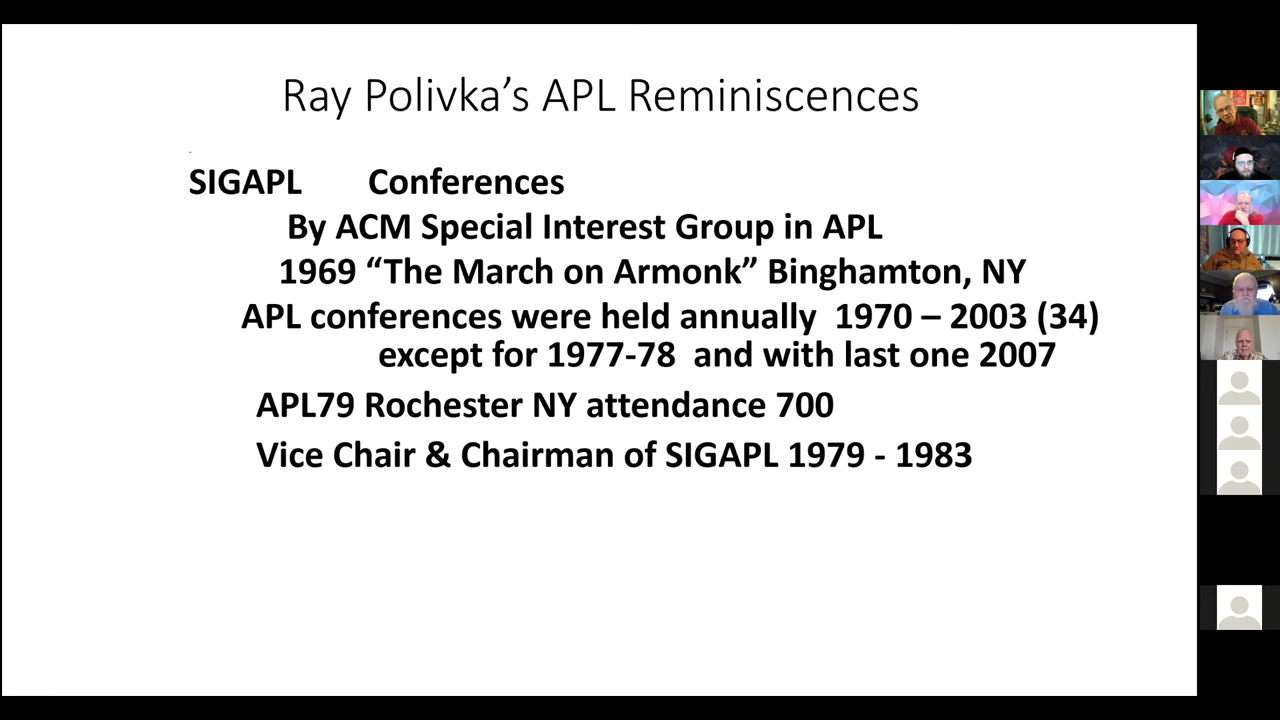 Ray Polivka’s APL Reminiscences
SIGAPL Conferences
By ACM Special Interest Group in APL
1969 “The March on Armonk” Binghamton, NY
APL conferences were held annually 1970 – 2003 (34)
except for 1977-78 and with last one 2007
APL79 Rochester NY attendance 700
Vice Chair & Chairman of SIGAPL 1979 - 1983